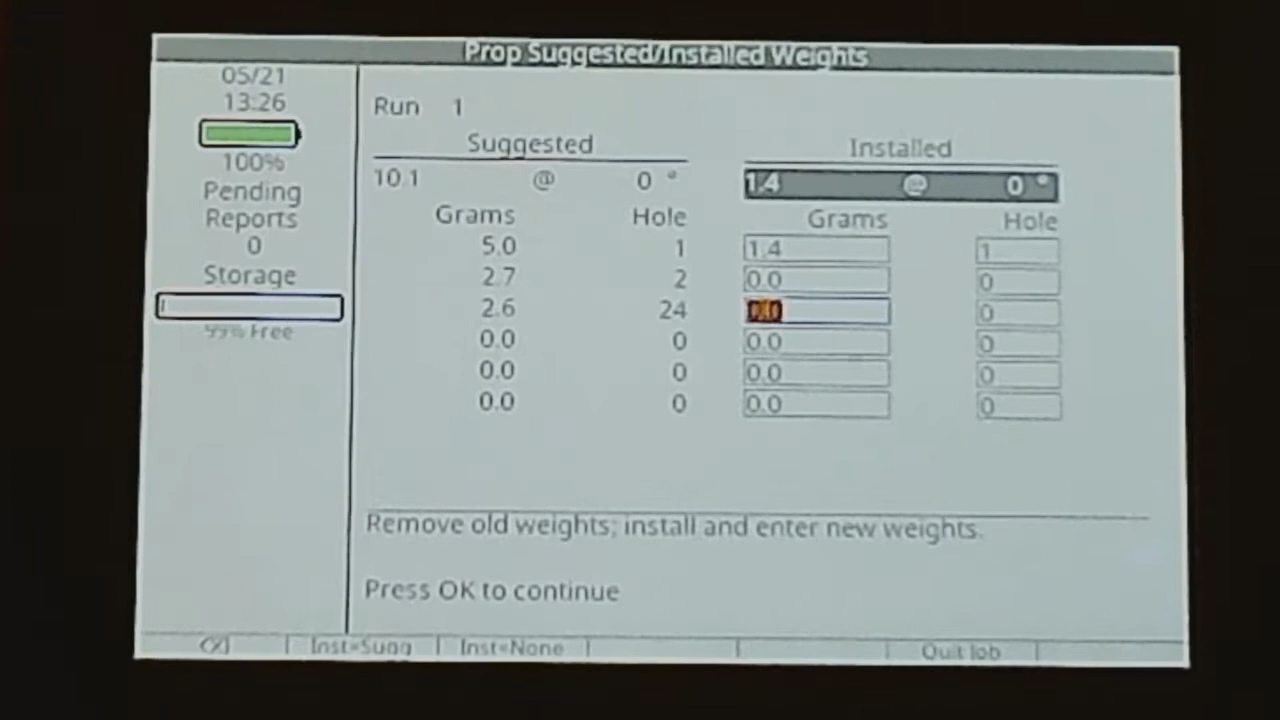 Prop Suggested/Installed Weights
05/21
13:26
100%
Pending
Reports
0
Storage
99% Free
Run 1
Suggested
10.1 @ 0 °
Grams Hole
5.0 1
2.7 2
2.6 24
0.0 0
0.0 0
0.0 0
Installed
1.4 @ 0 °
Grams Hole
1.4 1
0.0 0
0.0 0
0.0 0
0.0 0
0.0 0
Remove old weights; install and enter new weights.
Press OK to continue
Inst=Sugg Inst=None Quit Job